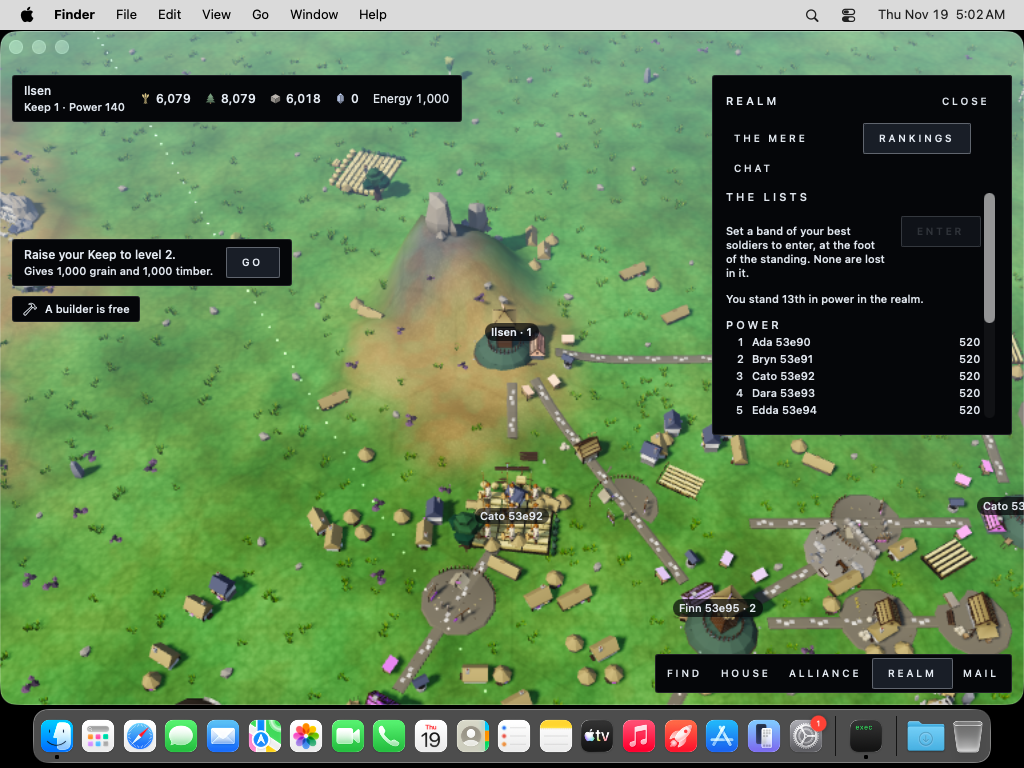 Finder File Edit View Go Window Help Thu Nov 19 5:02 AM
Ilsen
Keep 1 · Power 140
6,079 8,079 6,018 0 Energy 1,000
Raise your Keep to level 2.
Gives 1,000 grain and 1,000 timber.
GO
A builder is free
REALM CLOSE
THE MERE RANKINGS
CHAT
THE LISTS
Set a band of your best
soldiers to enter, at the foot
of the standing. None are lost
in it.
ENTER
You stand 13th in power in the realm.
POWER
1 Ada 53e90 520
2 Bryn 53e91 520
3 Cato 53e92 520
4 Dara 53e93 520
5 Edda 53e94 520
Ilsen · 1
Cato 53e92
Cato 53
Finn 53e95 · 2
FIND HOUSE ALLIANCE REALM MAIL
Thu
19
tv
1
exec